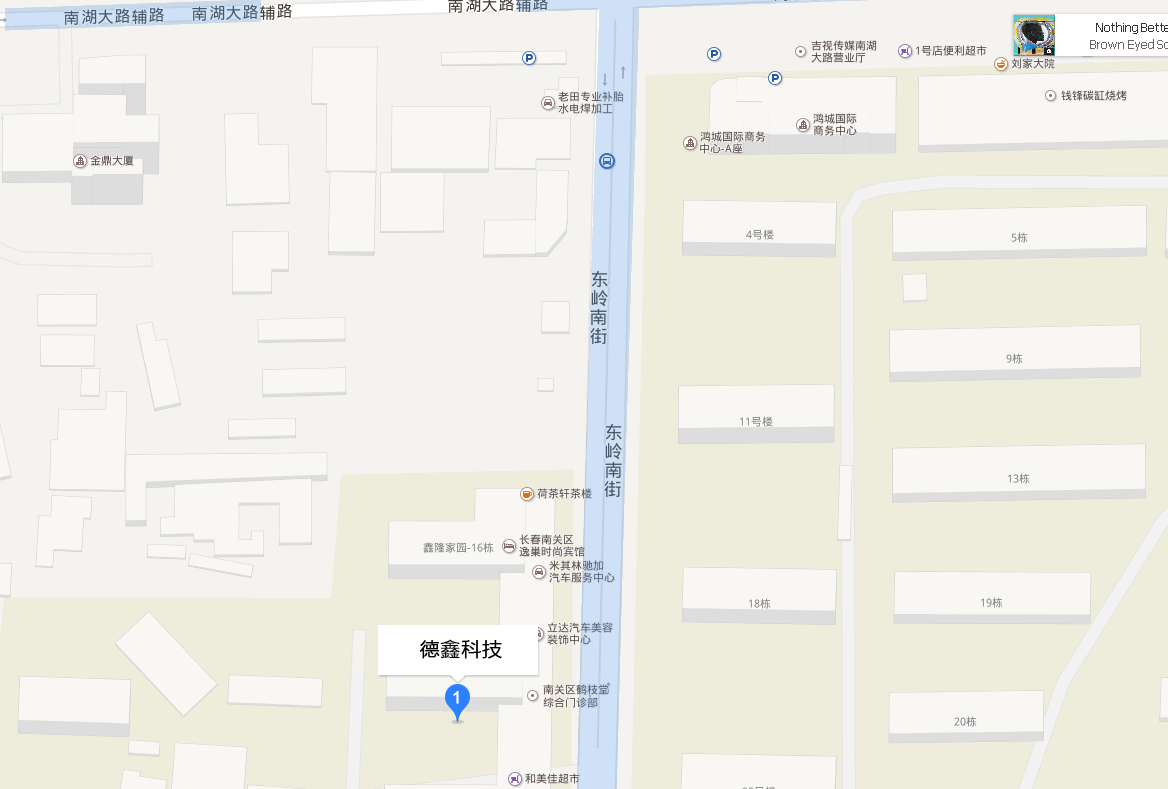 南湖大路辅路
南湖大路辅路
南湖大路辅路
Nothing Bette
Brown Eyed So
P
P
P
吉视传媒南湖
大路营业厅
1号店便利超市
刘家大院
钱锋碳缸烧烤
老田专业补胎
水电焊加工
鸿城国际
商务中心
鸿城国际商务
中心-A座
金鼎大厦
4号楼
5栋
东岭南街
9栋
11号楼
东岭南街
13栋
荷茶轩茶楼
鑫隆家园-16栋
长春南关区
逸巢时尚宾馆
米其林驰加
汽车服务中心
18栋
19栋
立达汽车美容
装饰中心
德鑫科技
1
南关区鹤枝堂
综合门诊部
20栋
和美佳超市